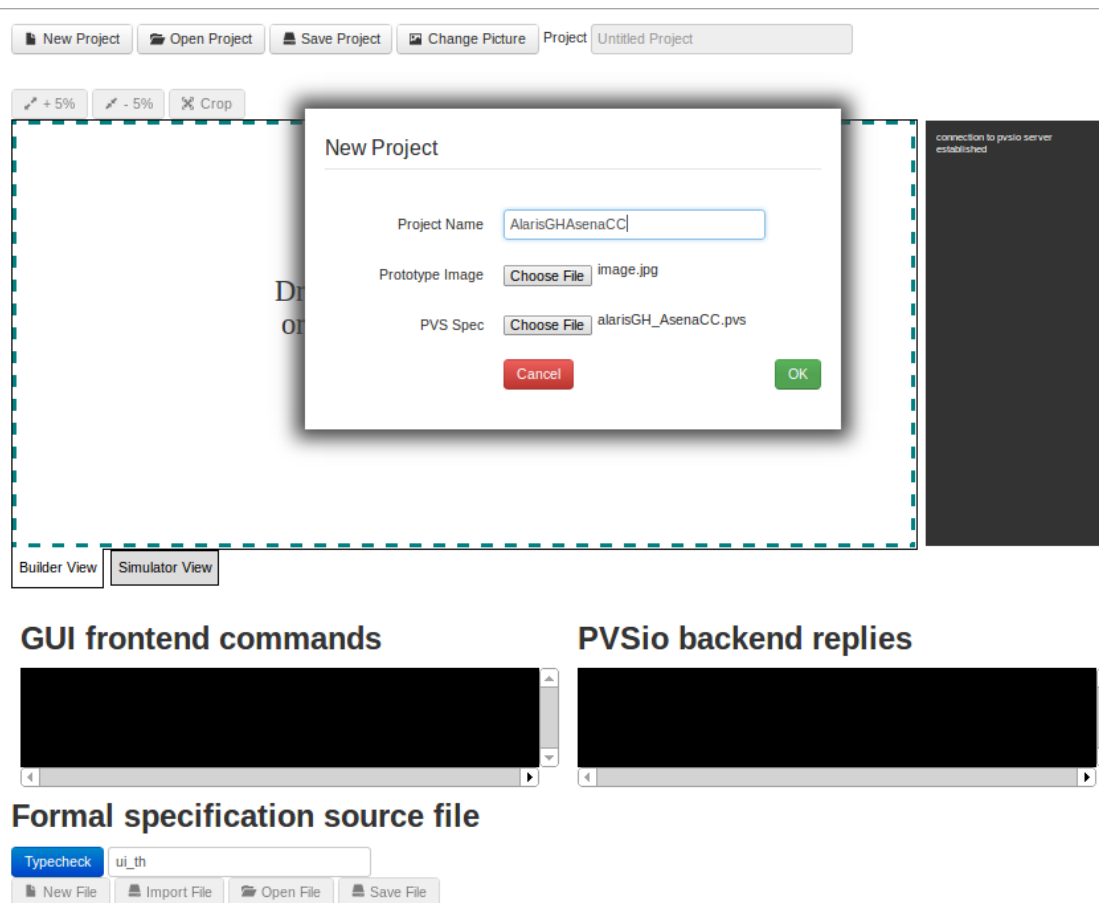 New Project Open Project Save Project Change Picture Project Untitled Project
+ 5% - 5% Crop
connection to pvsio server
established
New Project
Project Name AlarisGHAsenaCC
Prototype Image Choose File image.jpg
Dr
or
PVS Spec Choose File alarisGH_AsenaCC.pvs
Cancel OK
Builder View Simulator View
GUI frontend commands PVSio backend replies
Formal specification source file
Typecheck ui_th
New File Import File Open File Save File